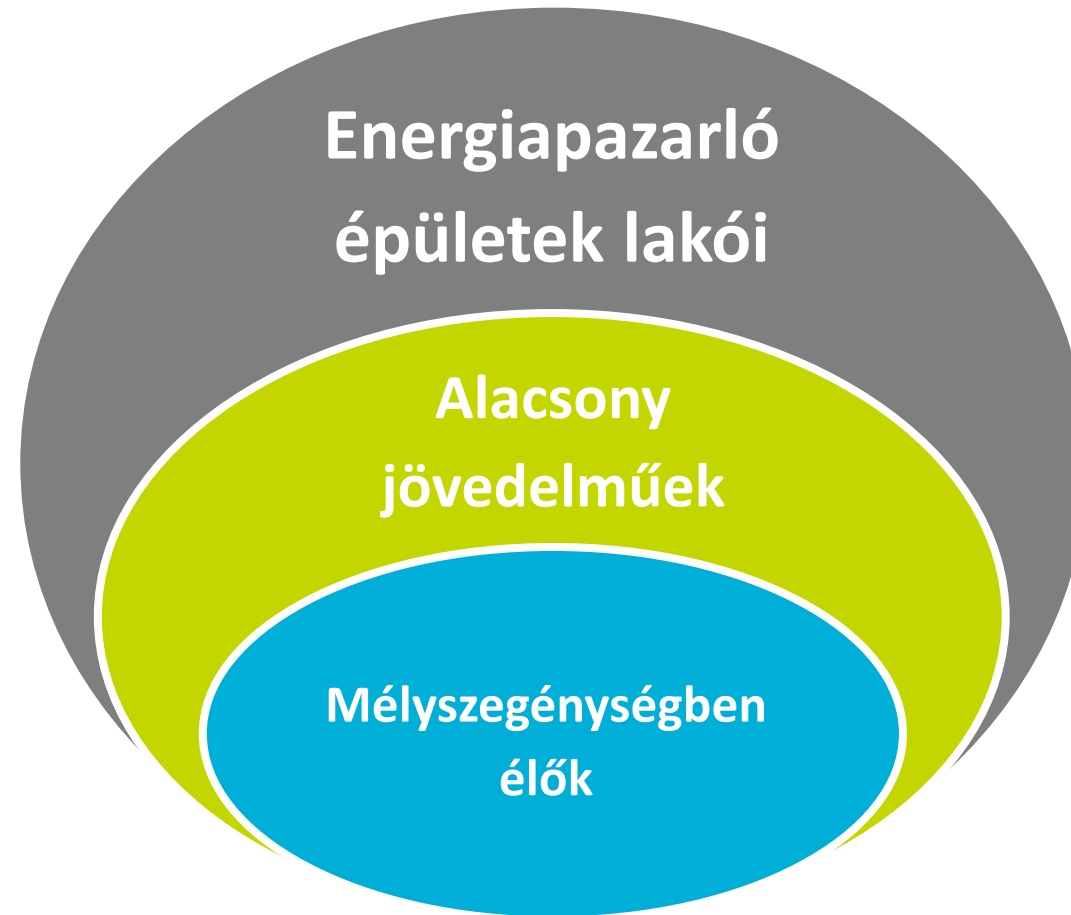 Energiapazarló
épületek lakói
Alacsony
jövedelműek
Mélyszegénységben
élők